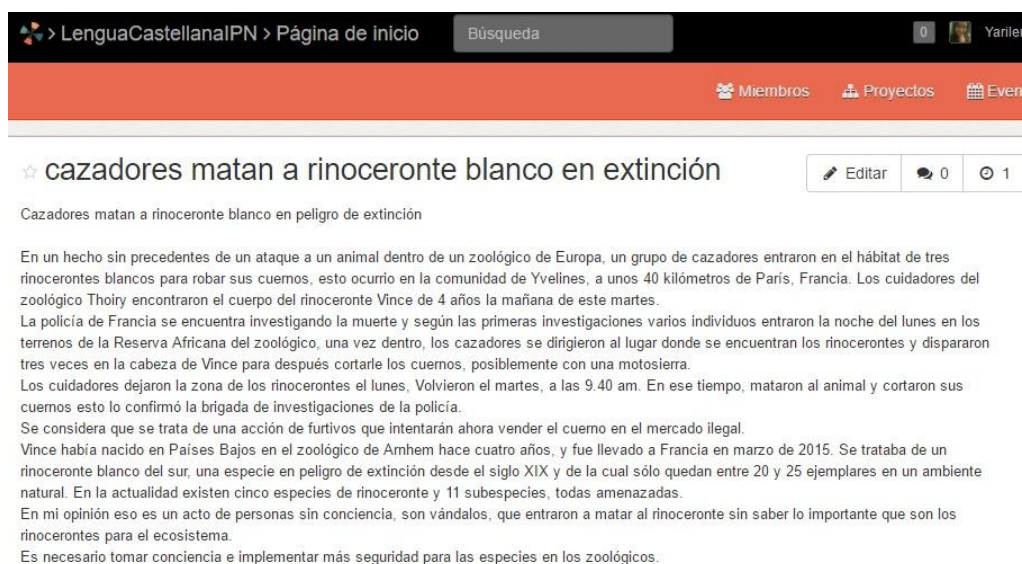 > LenguaCastellanaIPN > Página de inicio Búsqueda 0 Yariler
Miembros Proyectos Even
cazadores matan a rinoceronte blanco en extinción Editar 0 1
Cazadores matan a rinoceronte blanco en peligro de extinción
En un hecho sin precedentes de un ataque a un animal dentro de un zoológico de Europa, un grupo de cazadores entraron en el hábitat de tres
rinocerontes blancos para robar sus cuernos, esto ocurrio en la comunidad de Yvelines, a unos 40 kilómetros de París, Francia. Los cuidadores del
zoológico Thoiry encontraron el cuerpo del rinoceronte Vince de 4 años la mañana de este martes.
La policía de Francia se encuentra investigando la muerte y según las primeras investigaciones varios individuos entraron la noche del lunes en los
terrenos de la Reserva Africana del zoológico, una vez dentro, los cazadores se dirigieron al lugar donde se encuentran los rinocerontes y dispararon
tres veces en la cabeza de Vince para después cortarle los cuernos, posiblemente con una motosierra.
Los cuidadores dejaron la zona de los rinocerontes el lunes, Volvieron el martes, a las 9.40 am. En ese tiempo, mataron al animal y cortaron sus
cuernos esto lo confirmó la brigada de investigaciones de la policía.
Se considera que se trata de una acción de furtivos que intentarán ahora vender el cuerno en el mercado ilegal.
Vince había nacido en Países Bajos en el zoológico de Arnhem hace cuatro años, y fue llevado a Francia en marzo de 2015. Se trataba de un
rinoceronte blanco del sur, una especie en peligro de extinción desde el siglo XIX y de la cual sólo quedan entre 20 y 25 ejemplares en un ambiente
natural. En la actualidad existen cinco especies de rinoceronte y 11 subespecies, todas amenazadas.
En mi opinión eso es un acto de personas sin conciencia, son vándalos, que entraron a matar al rinoceronte sin saber lo importante que son los
rinocerontes para el ecosistema.
Es necesario tomar conciencia e implementar más seguridad para las especies en los zoológicos.